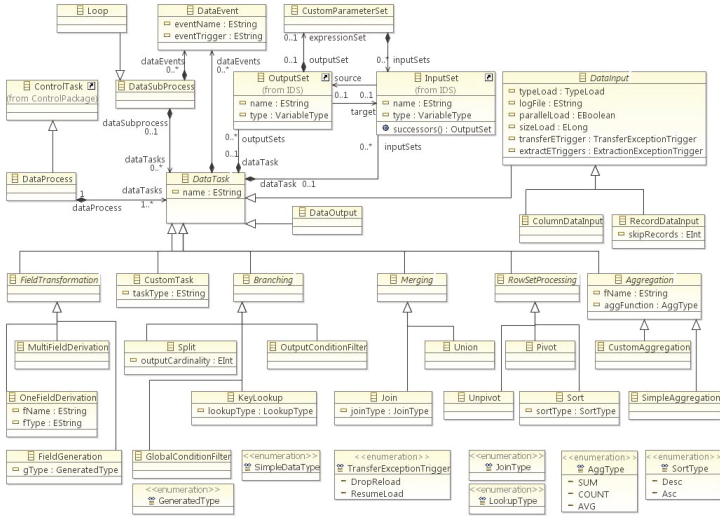 Loop
DataEvent
eventName : EString
eventTrigger : EString
CustomParameterSet
dataEvents
0..*
dataEvents
0..*
0..1
expressionSet
0..1
outputSet
0..*
inputSets
ControlTask
(from ControlPackage)
DataSubProcess
OutputSet
(from IDS)
name : EString
type : VariableType
source
0..1
0..1
target
InputSet
(from IDS)
name : EString
type : VariableType
successors() : OutputSet
DataInput
typeLoad : TypeLoad
logFile : EString
parallelLoad : EBoolean
sizeLoad : ELong
transferETrigger : TransferExceptionTrigger
extractETriggers : ExtractionExceptionTrigger
dataSubprocess
0..1
0..*
outputSets
0..*
inputSets
dataTasks
0..*
0..1
dataTask
DataProcess
1
dataProcess
dataTasks
1..*
DataTask
name : EString
dataTask
0..1
DataOutput
ColumnDataInput
RecordDataInput
skipRecords : EInt
FieldTransformation
CustomTask
taskType : EString
Branching
Merging
RowSetProcessing
Aggregation
fName : EString
aggFunction : AggType
MultiFieldDerivation
Split
outputCardinality : EInt
OutputConditionFilter
Union
Pivot
CustomAggregation
OneFieldDerivation
fName : EString
fType : EString
KeyLookup
lookupType : LookupType
Join
joinType : JoinType
Unpivot
Sort
sortType : SortType
SimpleAggregation
FieldGeneration
gType : GeneratedType
GlobalConditionFilter
<<enumeration>>
SimpleDataType
<<enumeration>>
TransferExceptionTrigger
DropReload
ResumeLoad
<<enumeration>>
JoinType
<<enumeration>>
AggType
SUM
COUNT
AVG
<<enumeration>>
SortType
Desc
Asc
<<enumeration>>
GeneratedType
<<enumeration>>
LookupType